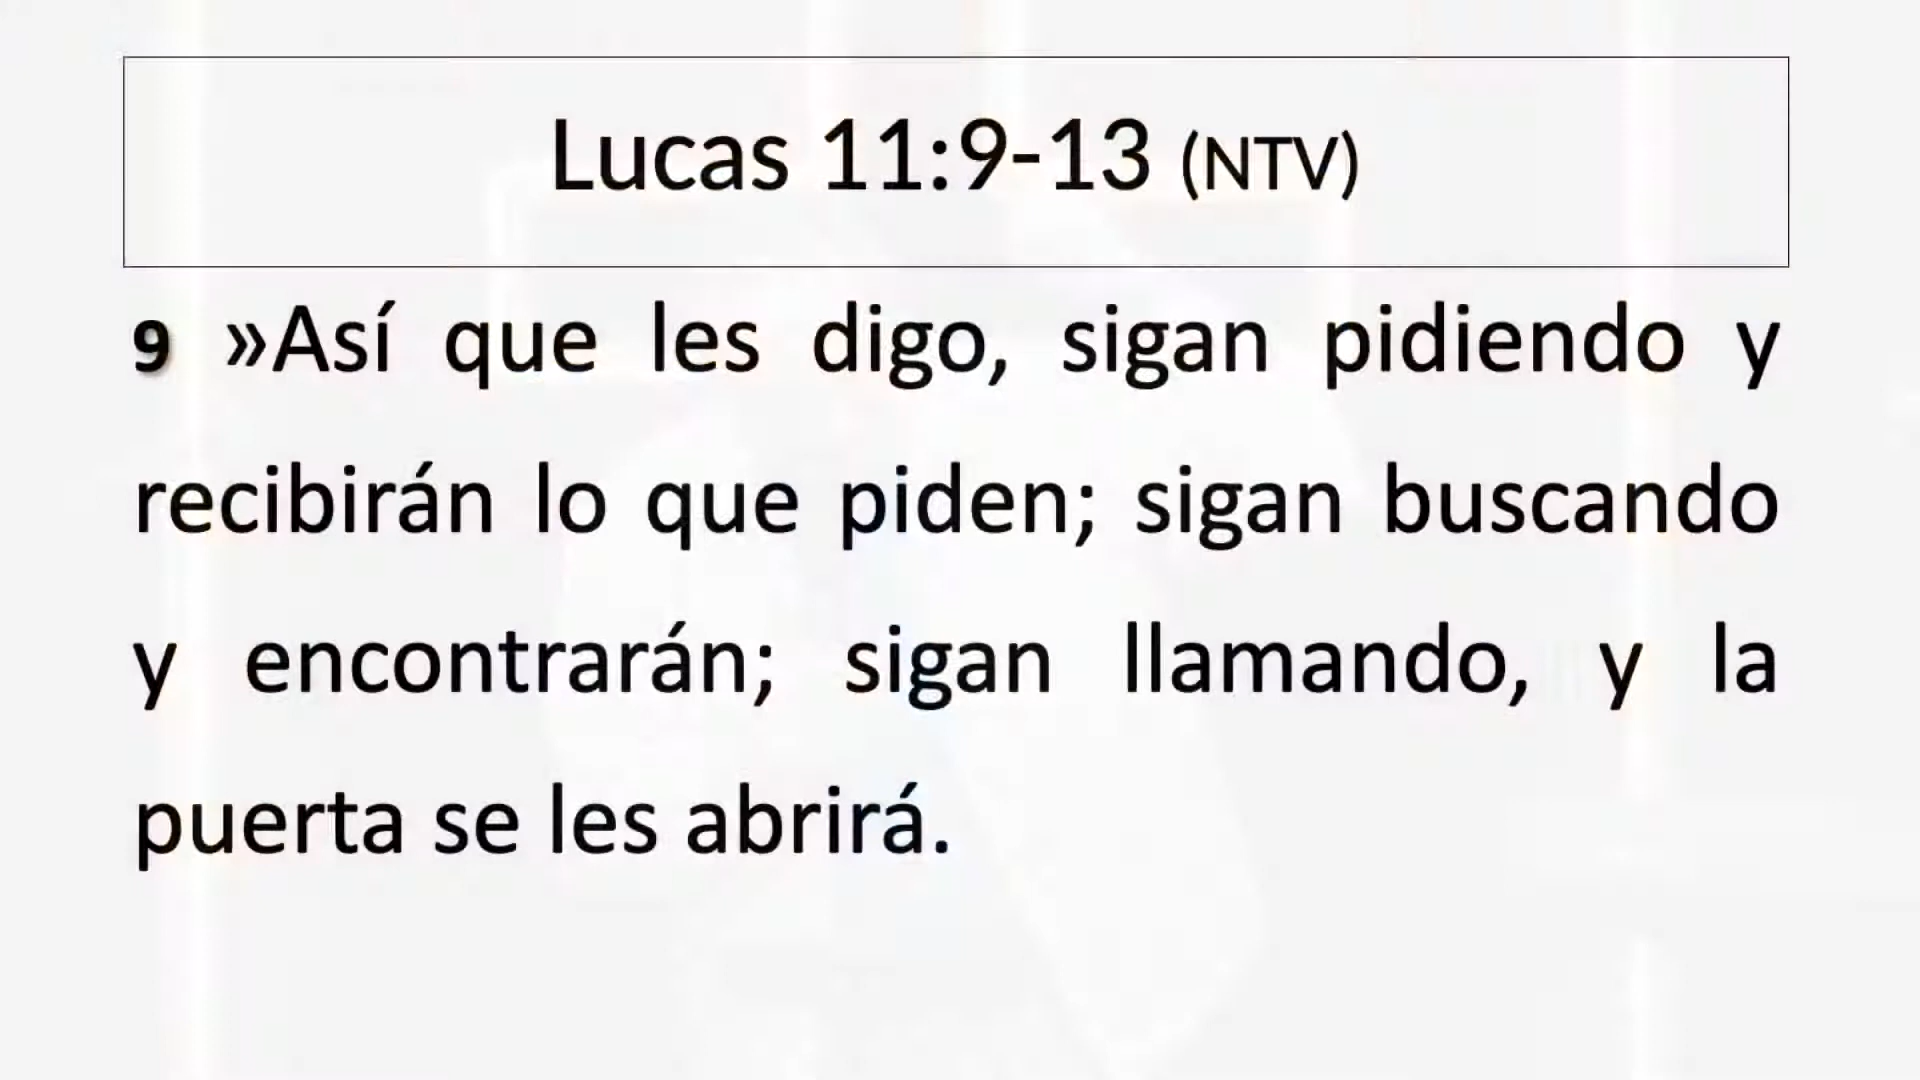 Lucas 11:9-13 (NTV)
9 »Así que les digo, sigan pidiendo y
recibirán lo que piden; sigan buscando
y encontrarán; sigan llamando, y la
puerta se les abrirá.